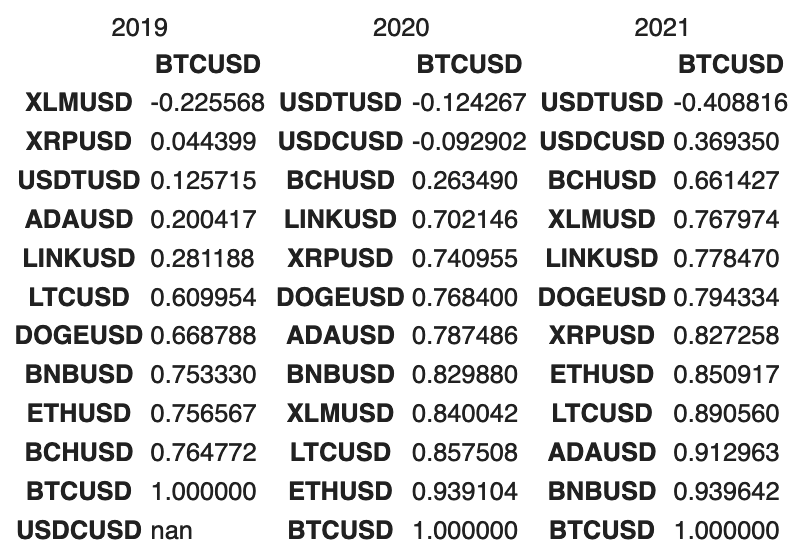 2019 2020 2021
BTCUSD BTCUSD BTCUSD
XLMUSD -0.225568 USDTUSD -0.124267 USDTUSD -0.408816
XRPUSD 0.044399 USDCUSD -0.092902 USDCUSD 0.369350
USDTUSD 0.125715 BCHUSD 0.263490 BCHUSD 0.661427
ADAUSD 0.200417 LINKUSD 0.702146 XLMUSD 0.767974
LINKUSD 0.281188 XRPUSD 0.740955 LINKUSD 0.778470
LTCUSD 0.609954 DOGEUSD 0.768400 DOGEUSD 0.794334
DOGEUSD 0.668788 ADAUSD 0.787486 XRPUSD 0.827258
BNBUSD 0.753330 BNBUSD 0.829880 ETHUSD 0.850917
ETHUSD 0.756567 XLMUSD 0.840042 LTCUSD 0.890560
BCHUSD 0.764772 LTCUSD 0.857508 ADAUSD 0.912963
BTCUSD 1.000000 ETHUSD 0.939104 BNBUSD 0.939642
USDCUSD nan BTCUSD 1.000000 BTCUSD 1.000000